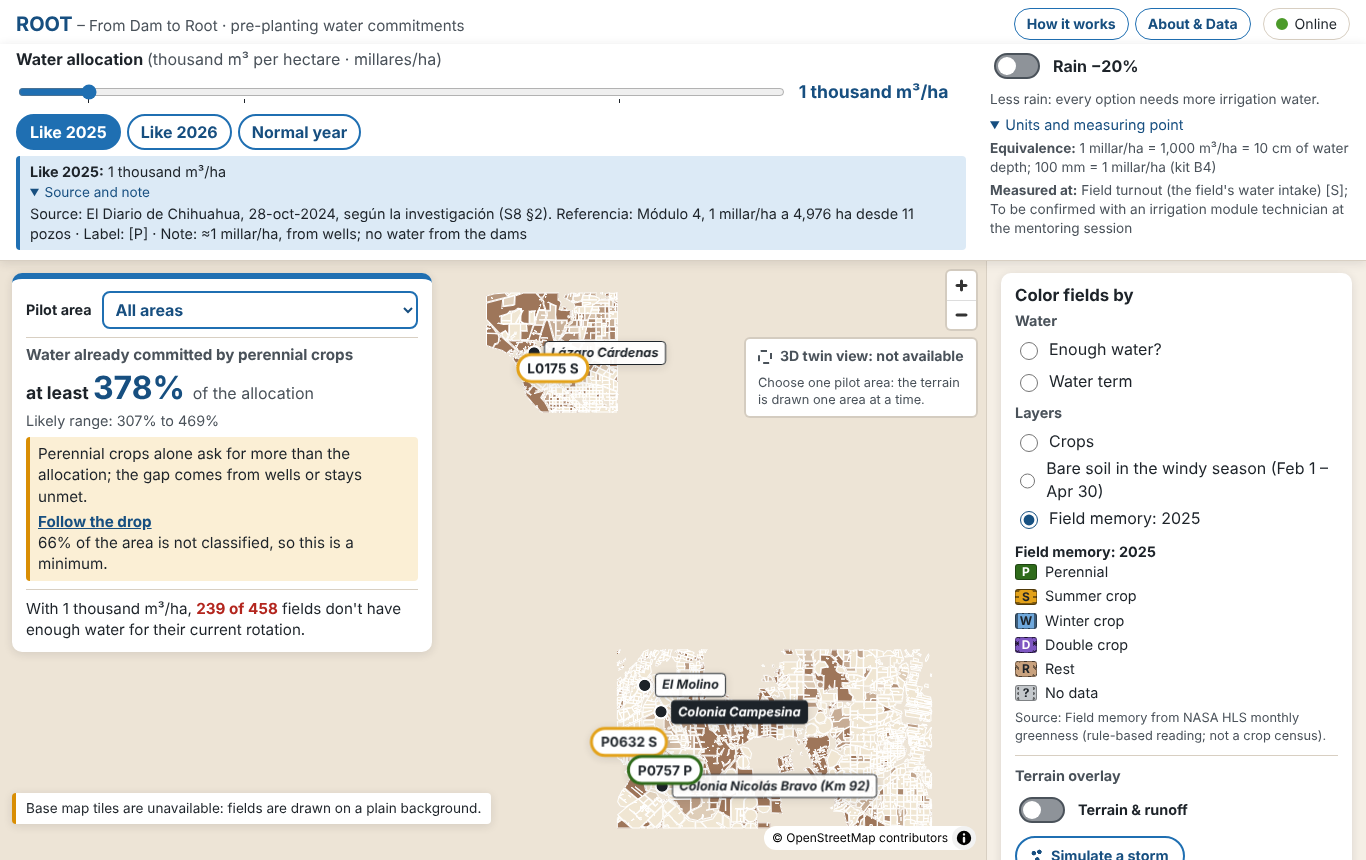 ROOT – From Dam to Root · pre-planting water commitments
How it works
About & Data
Online
Water allocation (thousand m³ per hectare · millares/ha)
1 thousand m³/ha
Like 2025
Like 2026
Normal year
Like 2025: 1 thousand m³/ha
▼ Source and note
Source: El Diario de Chihuahua, 28-oct-2024, según la investigación (S8 §2). Referencia: Módulo 4, 1 millar/ha a 4,976 ha desde 11
pozos · Label: [P] · Note: ≈1 millar/ha, from wells; no water from the dams
Rain −20%
Less rain: every option needs more irrigation water.
▼ Units and measuring point
Equivalence: 1 millar/ha = 1,000 m³/ha = 10 cm of water
depth; 100 mm = 1 millar/ha (kit B4)
Measured at: Field turnout (the field's water intake) [S];
To be confirmed with an irrigation module technician at
the mentoring session
Pilot area
All areas
Water already committed by perennial crops
at least 378% of the allocation
Likely range: 307% to 469%
Perennial crops alone ask for more than the
allocation; the gap comes from wells or stays
unmet.
Follow the drop
66% of the area is not classified, so this is a
minimum.
With 1 thousand m³/ha, 239 of 458 fields don't have
enough water for their current rotation.
Lázaro Cárdenas
L0175 S
+
−
3D twin view: not available
Choose one pilot area: the terrain
is drawn one area at a time.
El Molino
Colonia Campesina
P0632 S
P0757 P
Colonia Nicolás Bravo (Km 92)
Base map tiles are unavailable: fields are drawn on a plain background.
© OpenStreetMap contributors
Color fields by
Water
Enough water?
Water term
Layers
Crops
Bare soil in the windy season (Feb 1 –
Apr 30)
Field memory: 2025
Field memory: 2025
P Perennial
S Summer crop
W Winter crop
D Double crop
R Rest
? No data
Source: Field memory from NASA HLS monthly
greenness (rule-based reading; not a crop census).
Terrain overlay
Terrain & runoff
Simulate a storm